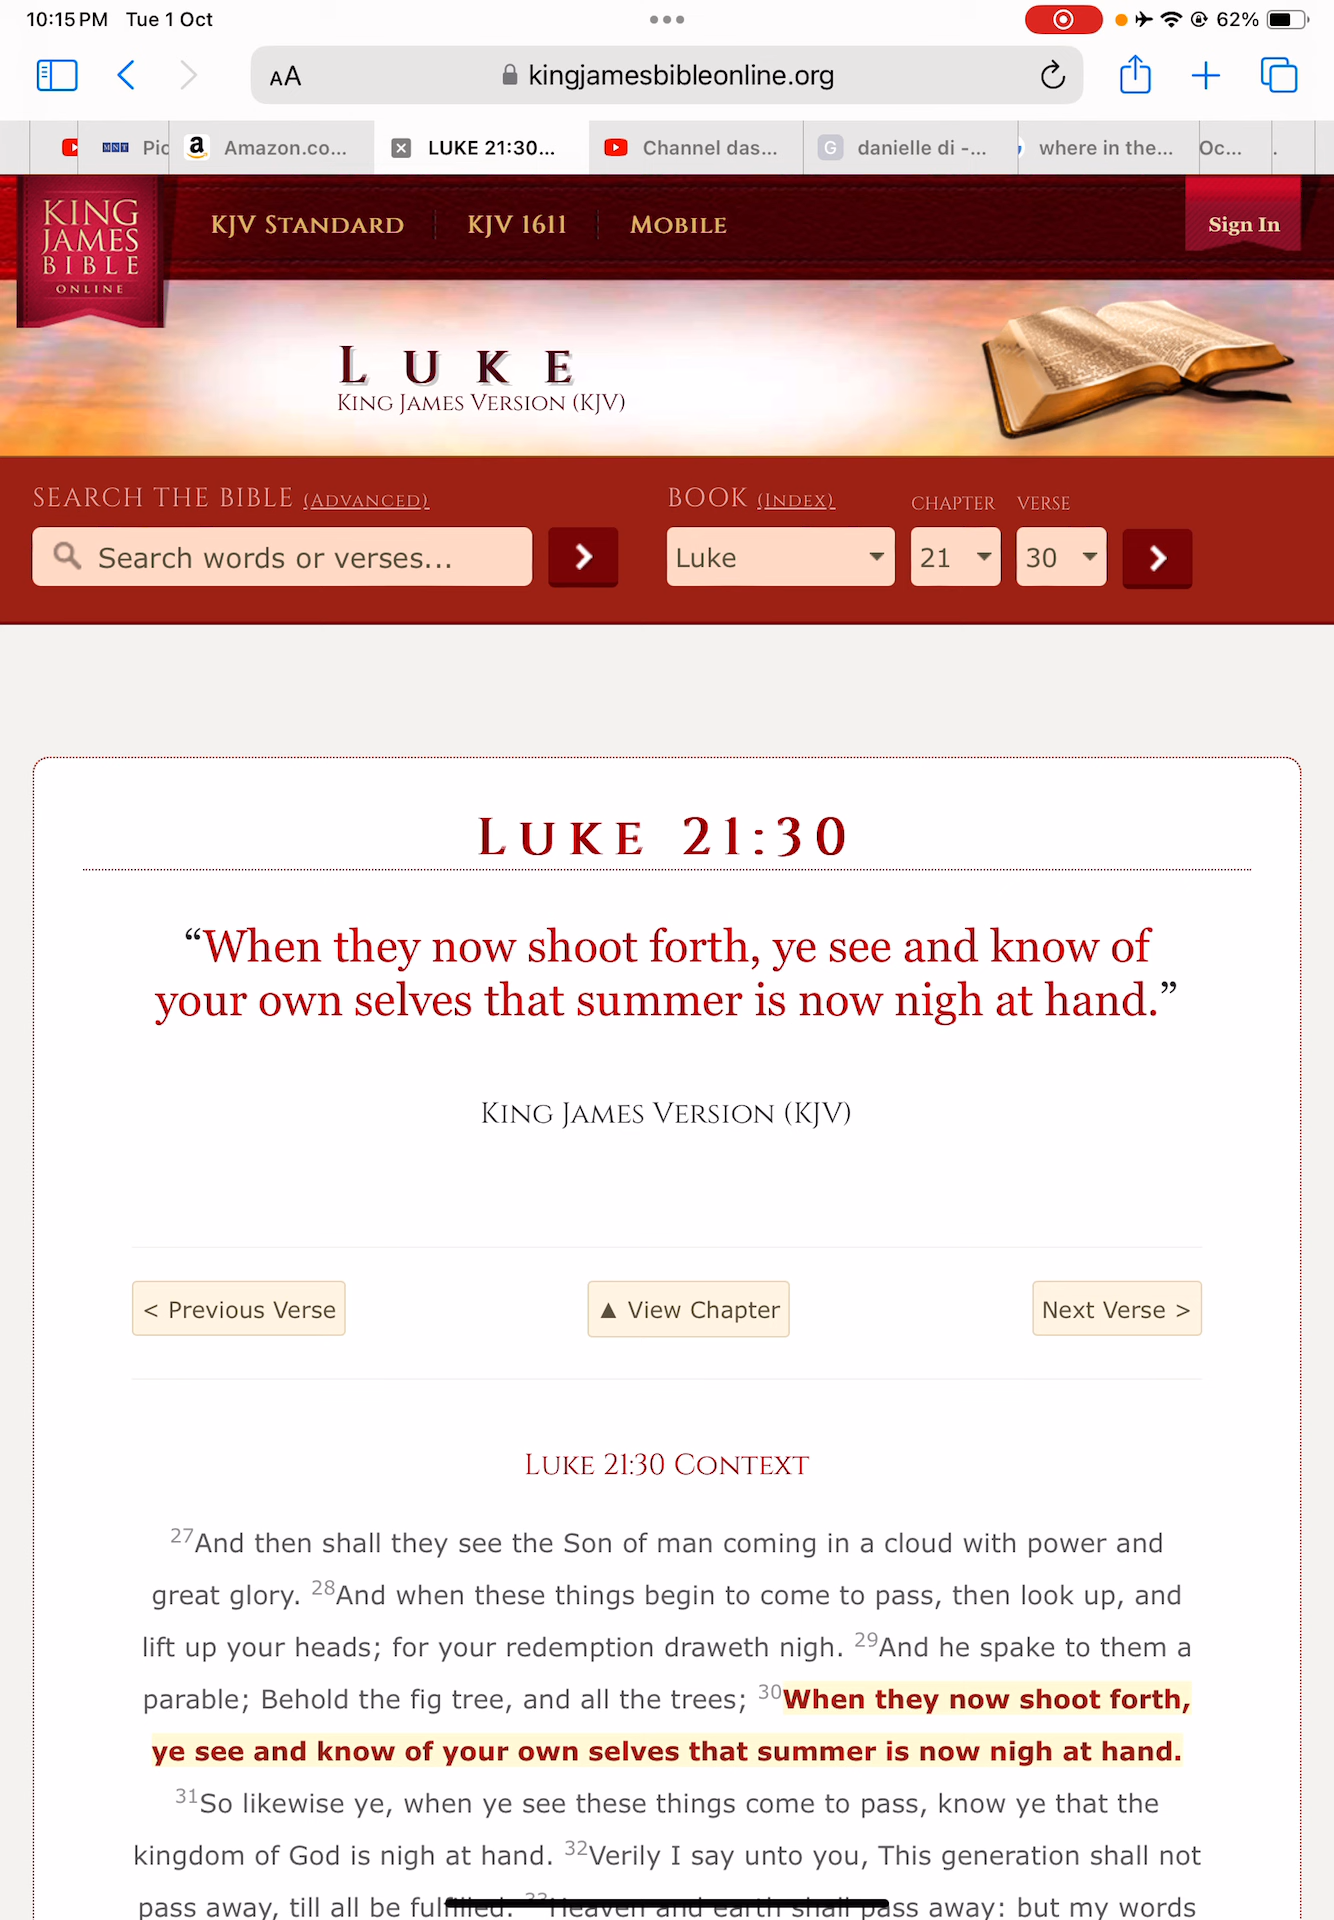 10:15 PM Tue 1 Oct
62%
AA kingjamesbibleonline.org
MNT Pic a Amazon.co... LUKE 21:30... Channel das... G danielle di -... where in the... Oc... .
KING
JAMES
BIBLE
ONLINE
KJV STANDARD KJV 1611 MOBILE
Sign In
LUKE
KING JAMES VERSION (KJV)
SEARCH THE BIBLE (ADVANCED)
BOOK (INDEX) CHAPTER VERSE
Search words or verses... >
Luke 21 30 >
LUKE 21:30
“When they now shoot forth, ye see and know of
your own selves that summer is now nigh at hand.”
KING JAMES VERSION (KJV)
< Previous Verse ▲ View Chapter Next Verse >
LUKE 21:30 CONTEXT
27And then shall they see the Son of man coming in a cloud with power and
great glory. 28And when these things begin to come to pass, then look up, and
lift up your heads; for your redemption draweth nigh. 29And he spake to them a
parable; Behold the fig tree, and all the trees; 30When they now shoot forth,
ye see and know of your own selves that summer is now nigh at hand.
31So likewise ye, when ye see these things come to pass, know ye that the
kingdom of God is nigh at hand. 32Verily I say unto you, This generation shall not
pass away, till all be fulfilled. 33Heaven and earth shall pass away: but my words